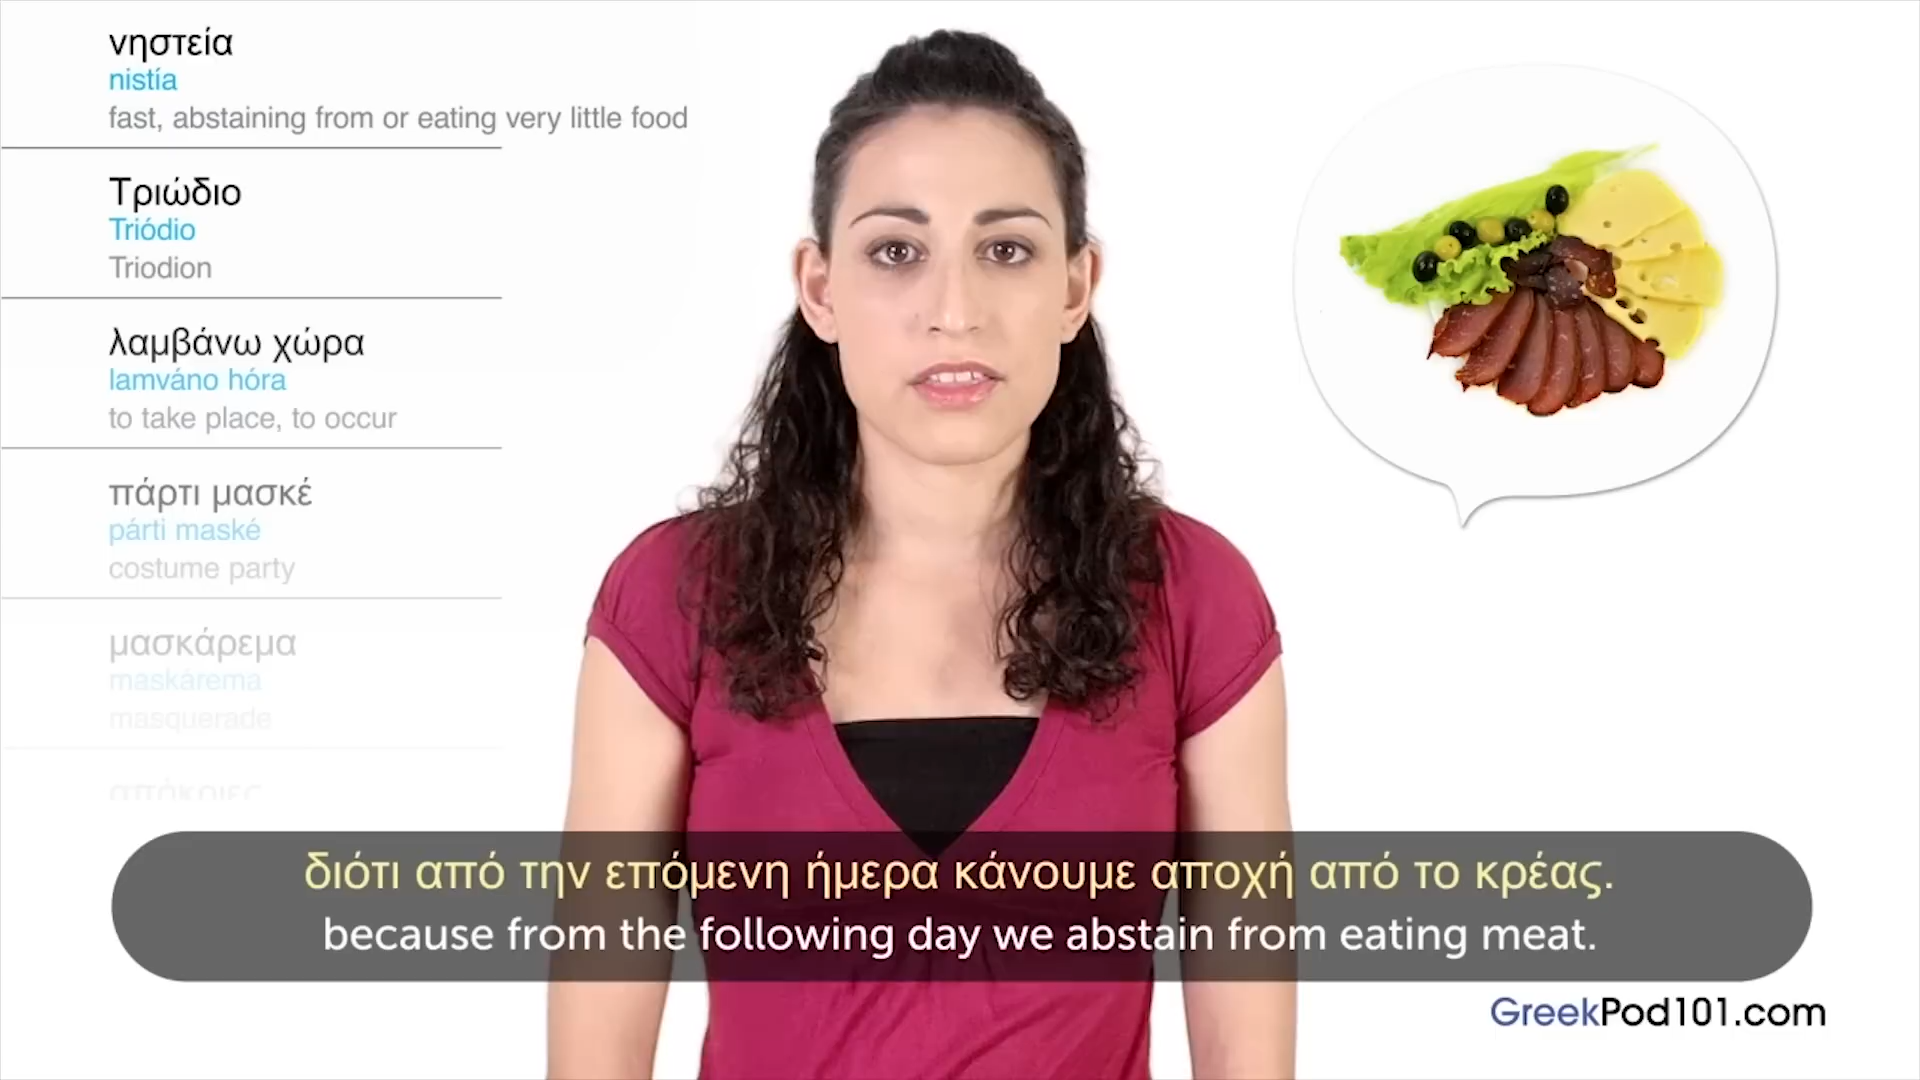 νηστεία
nistía
fast, abstaining from or eating very little food
Τριώδιο
Triódio
Triodion
λαμβάνω χώρα
lamváno hóra
to take place, to occur
πάρτι μασκέ
párti maské
costume party
μασκάρεμα
maskárema
masquerade
απόκριες
διότι από την επόμενη ήμερα κάνουμε αποχή από το κρέας.
because from the following day we abstain from eating meat.
GreekPod101.com